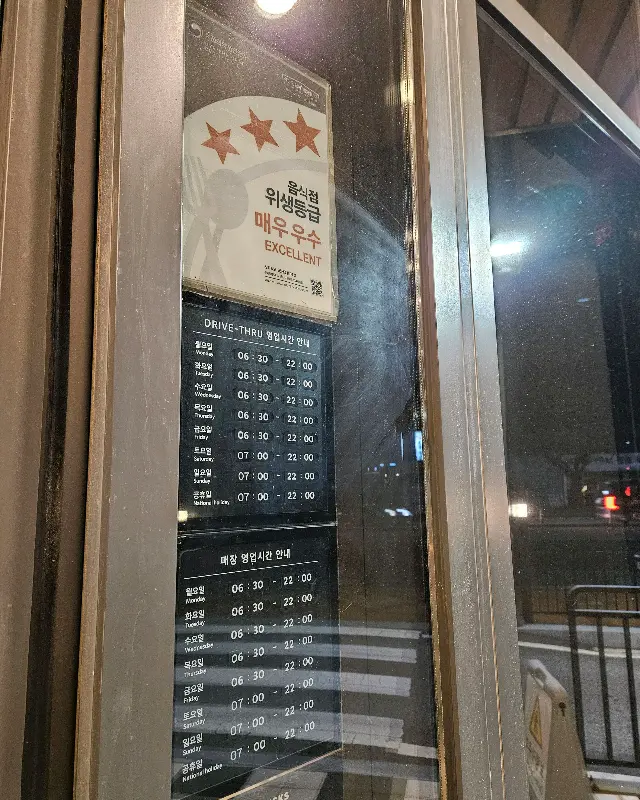 음식점
위생등급
매우 우수
EXCELLENT
DRIVE-THRU 영업시간 안내
월요일 06 : 30 - 22 : 00
Monday
화요일 06 : 30 - 22 : 00
Tuesday
수요일 06 : 30 - 22 : 00
Wednesday
목요일 06 : 30 - 22 : 00
Thursday
금요일 06 : 30 - 22 : 00
Friday
토요일 07 : 00 - 22 : 00
Saturday
일요일 07 : 00 - 22 : 00
Sunday
공휴일 07 : 00 - 22 : 00
National holiday
매장 영업시간 안내
월요일 06 : 30 - 22 : 00
Monday
화요일 06 : 30 - 22 : 00
Tuesday
수요일 06 : 30 - 22 : 00
Wednesday
목요일 06 : 30 - 22 : 00
Thursday
금요일 06 : 30 - 22 : 00
Friday
토요일 07 : 00 - 22 : 00
Saturday
일요일 07 : 00 - 22 : 00
Sunday
공휴일 07 : 00 - 22 : 00
National holiday